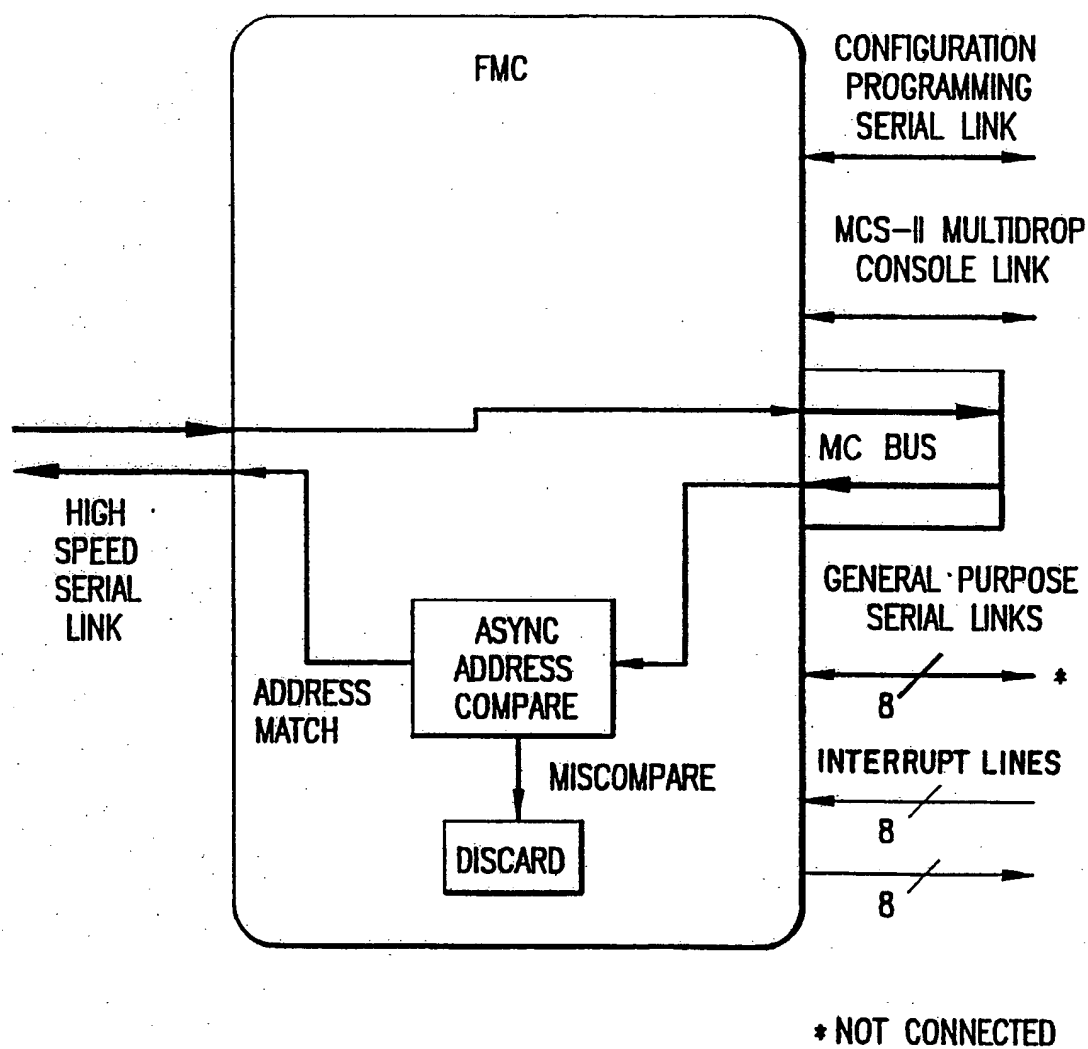 FMC
CONFIGURATION
PROGRAMMING
SERIAL LINK
MCS-II MULTIDROP
CONSOLE LINK
MC BUS
HIGH
SPEED
SERIAL
LINK
GENERAL PURPOSE
SERIAL LINKS
8
*
ASYNC
ADDRESS
COMPARE
ADDRESS
MATCH
MISCOMPARE
DISCARD
INTERRUPT LINES
8
8
* NOT CONNECTED